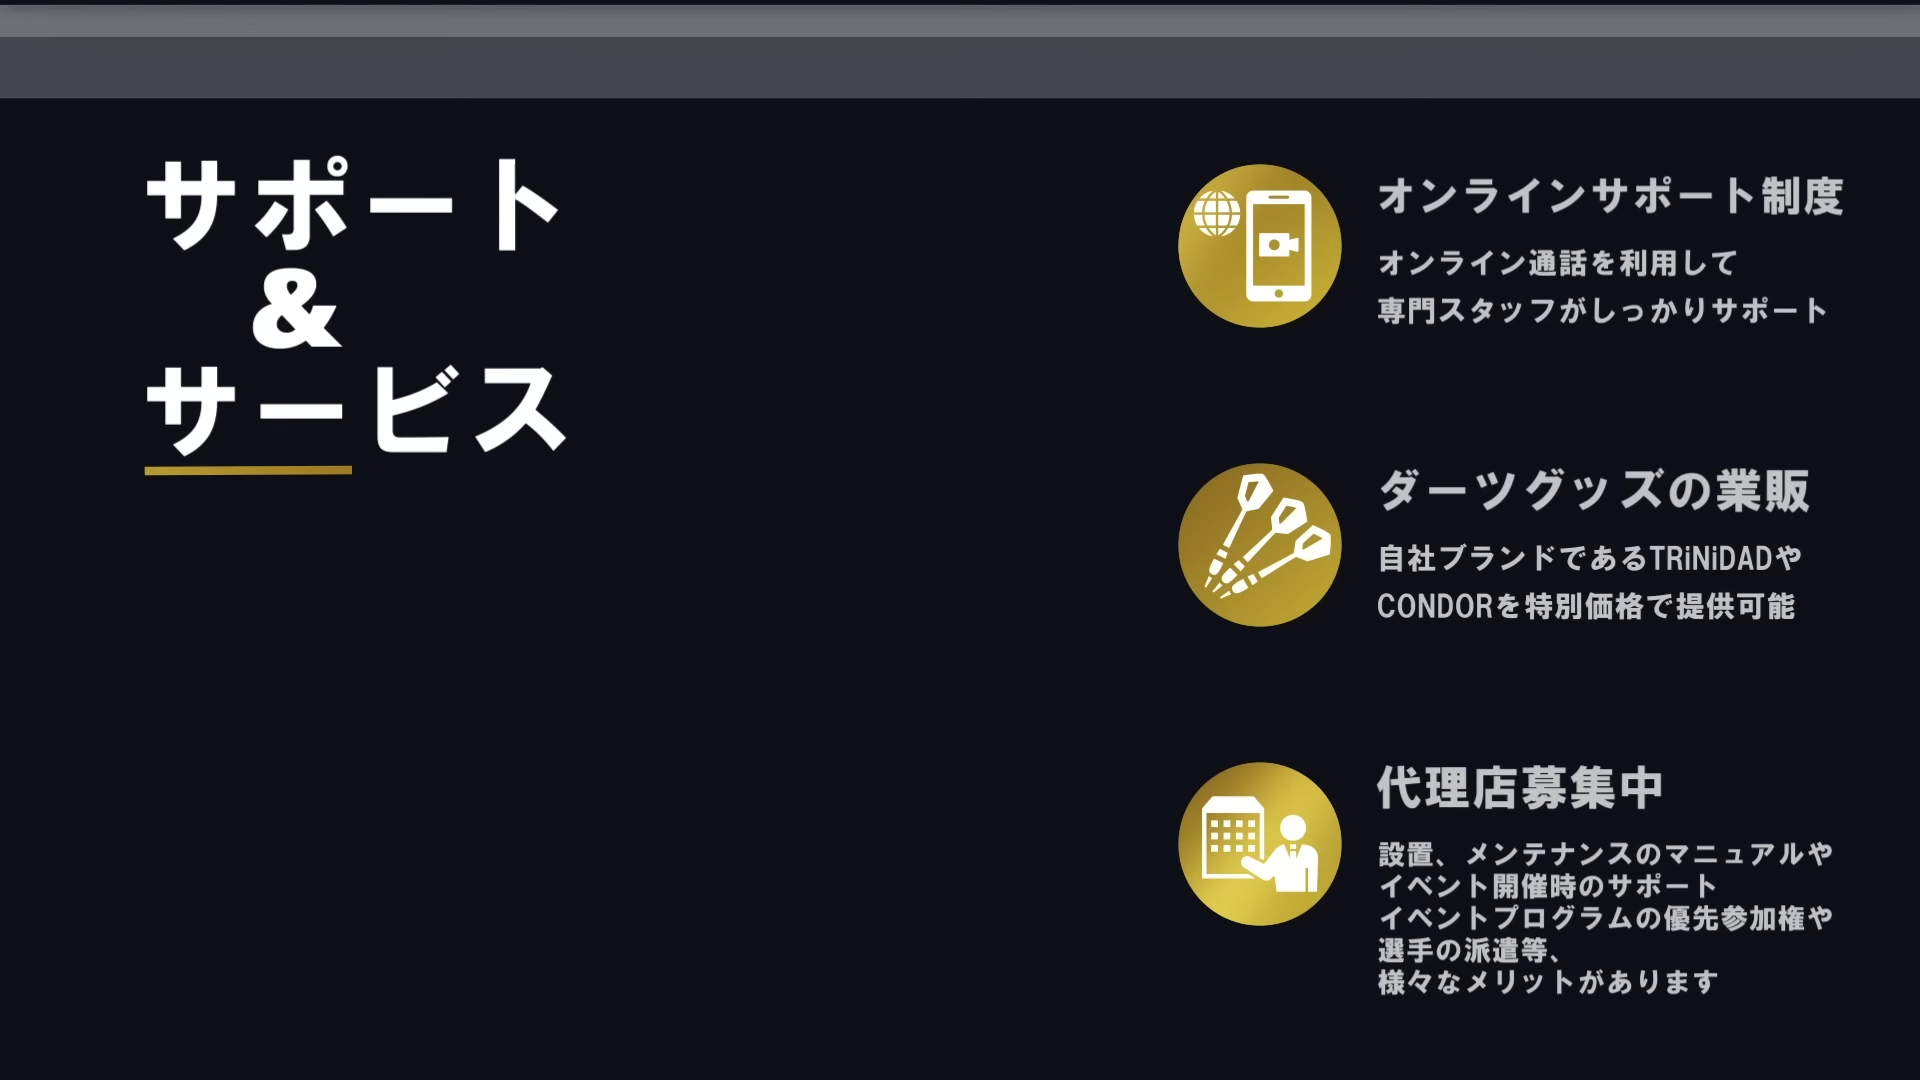 サポート
&
サービス
オンラインサポート制度
オンライン通話を利用して
専門スタッフがしっかりサポート
ダーツグッズの業販
自社ブランドであるTRiNiDADや
CONDORを特別価格で提供可能
代理店募集中
設置、メンテナンスのマニュアルや
イベント開催時のサポート
イベントプログラムの優先参加権や
選手の派遣等、
様々なメリットがあります